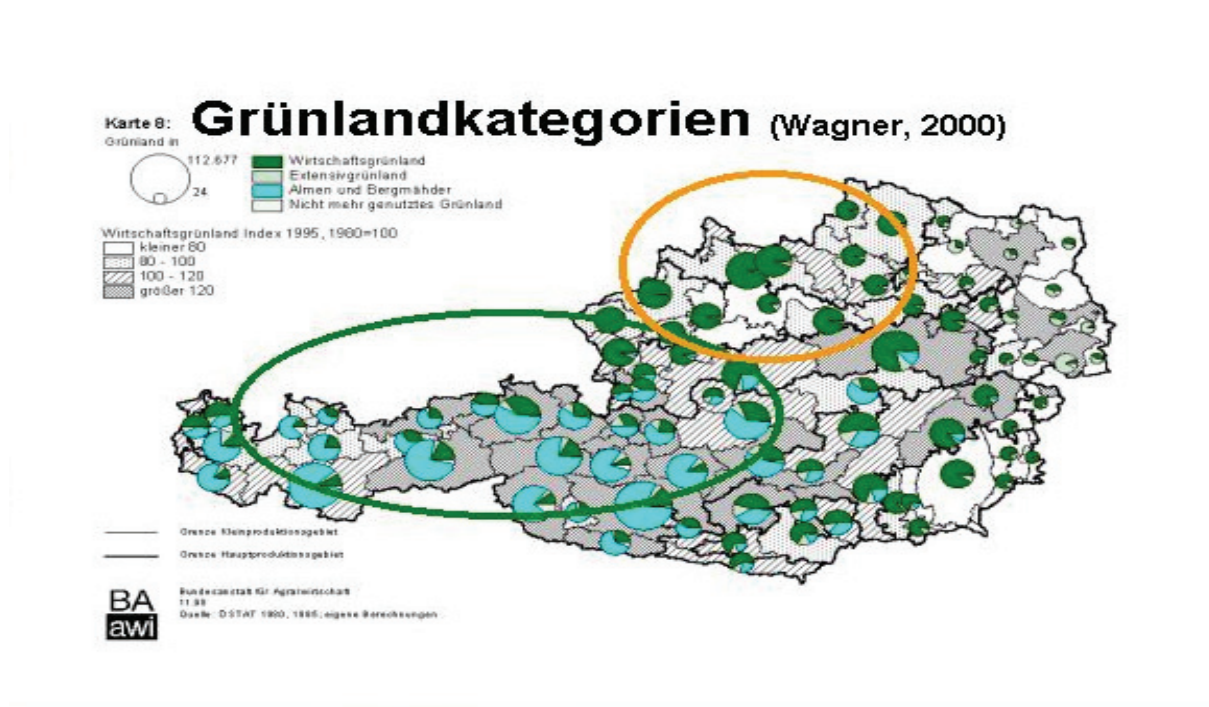 Karte 8: Grünlandkategorien (Wagner, 2000)
Grünland in
112.677
24
Wirtschaftsgrünland
Extensivgrünland
Almen und Bergmähder
Nicht mehr genutztes Grünland
Wirtschaftsgrünland Index 1995, 1980=100
kleiner 80
80 - 100
100 - 120
größer 120
Grenze Kleinproduktionsgebiet
Grenze Hauptproduktionsgebiet
BA
awi
Bundesanstalt für Agrarwirtschaft
Quelle: ÖSTAT 1980, 1995; eigene Berechnungen